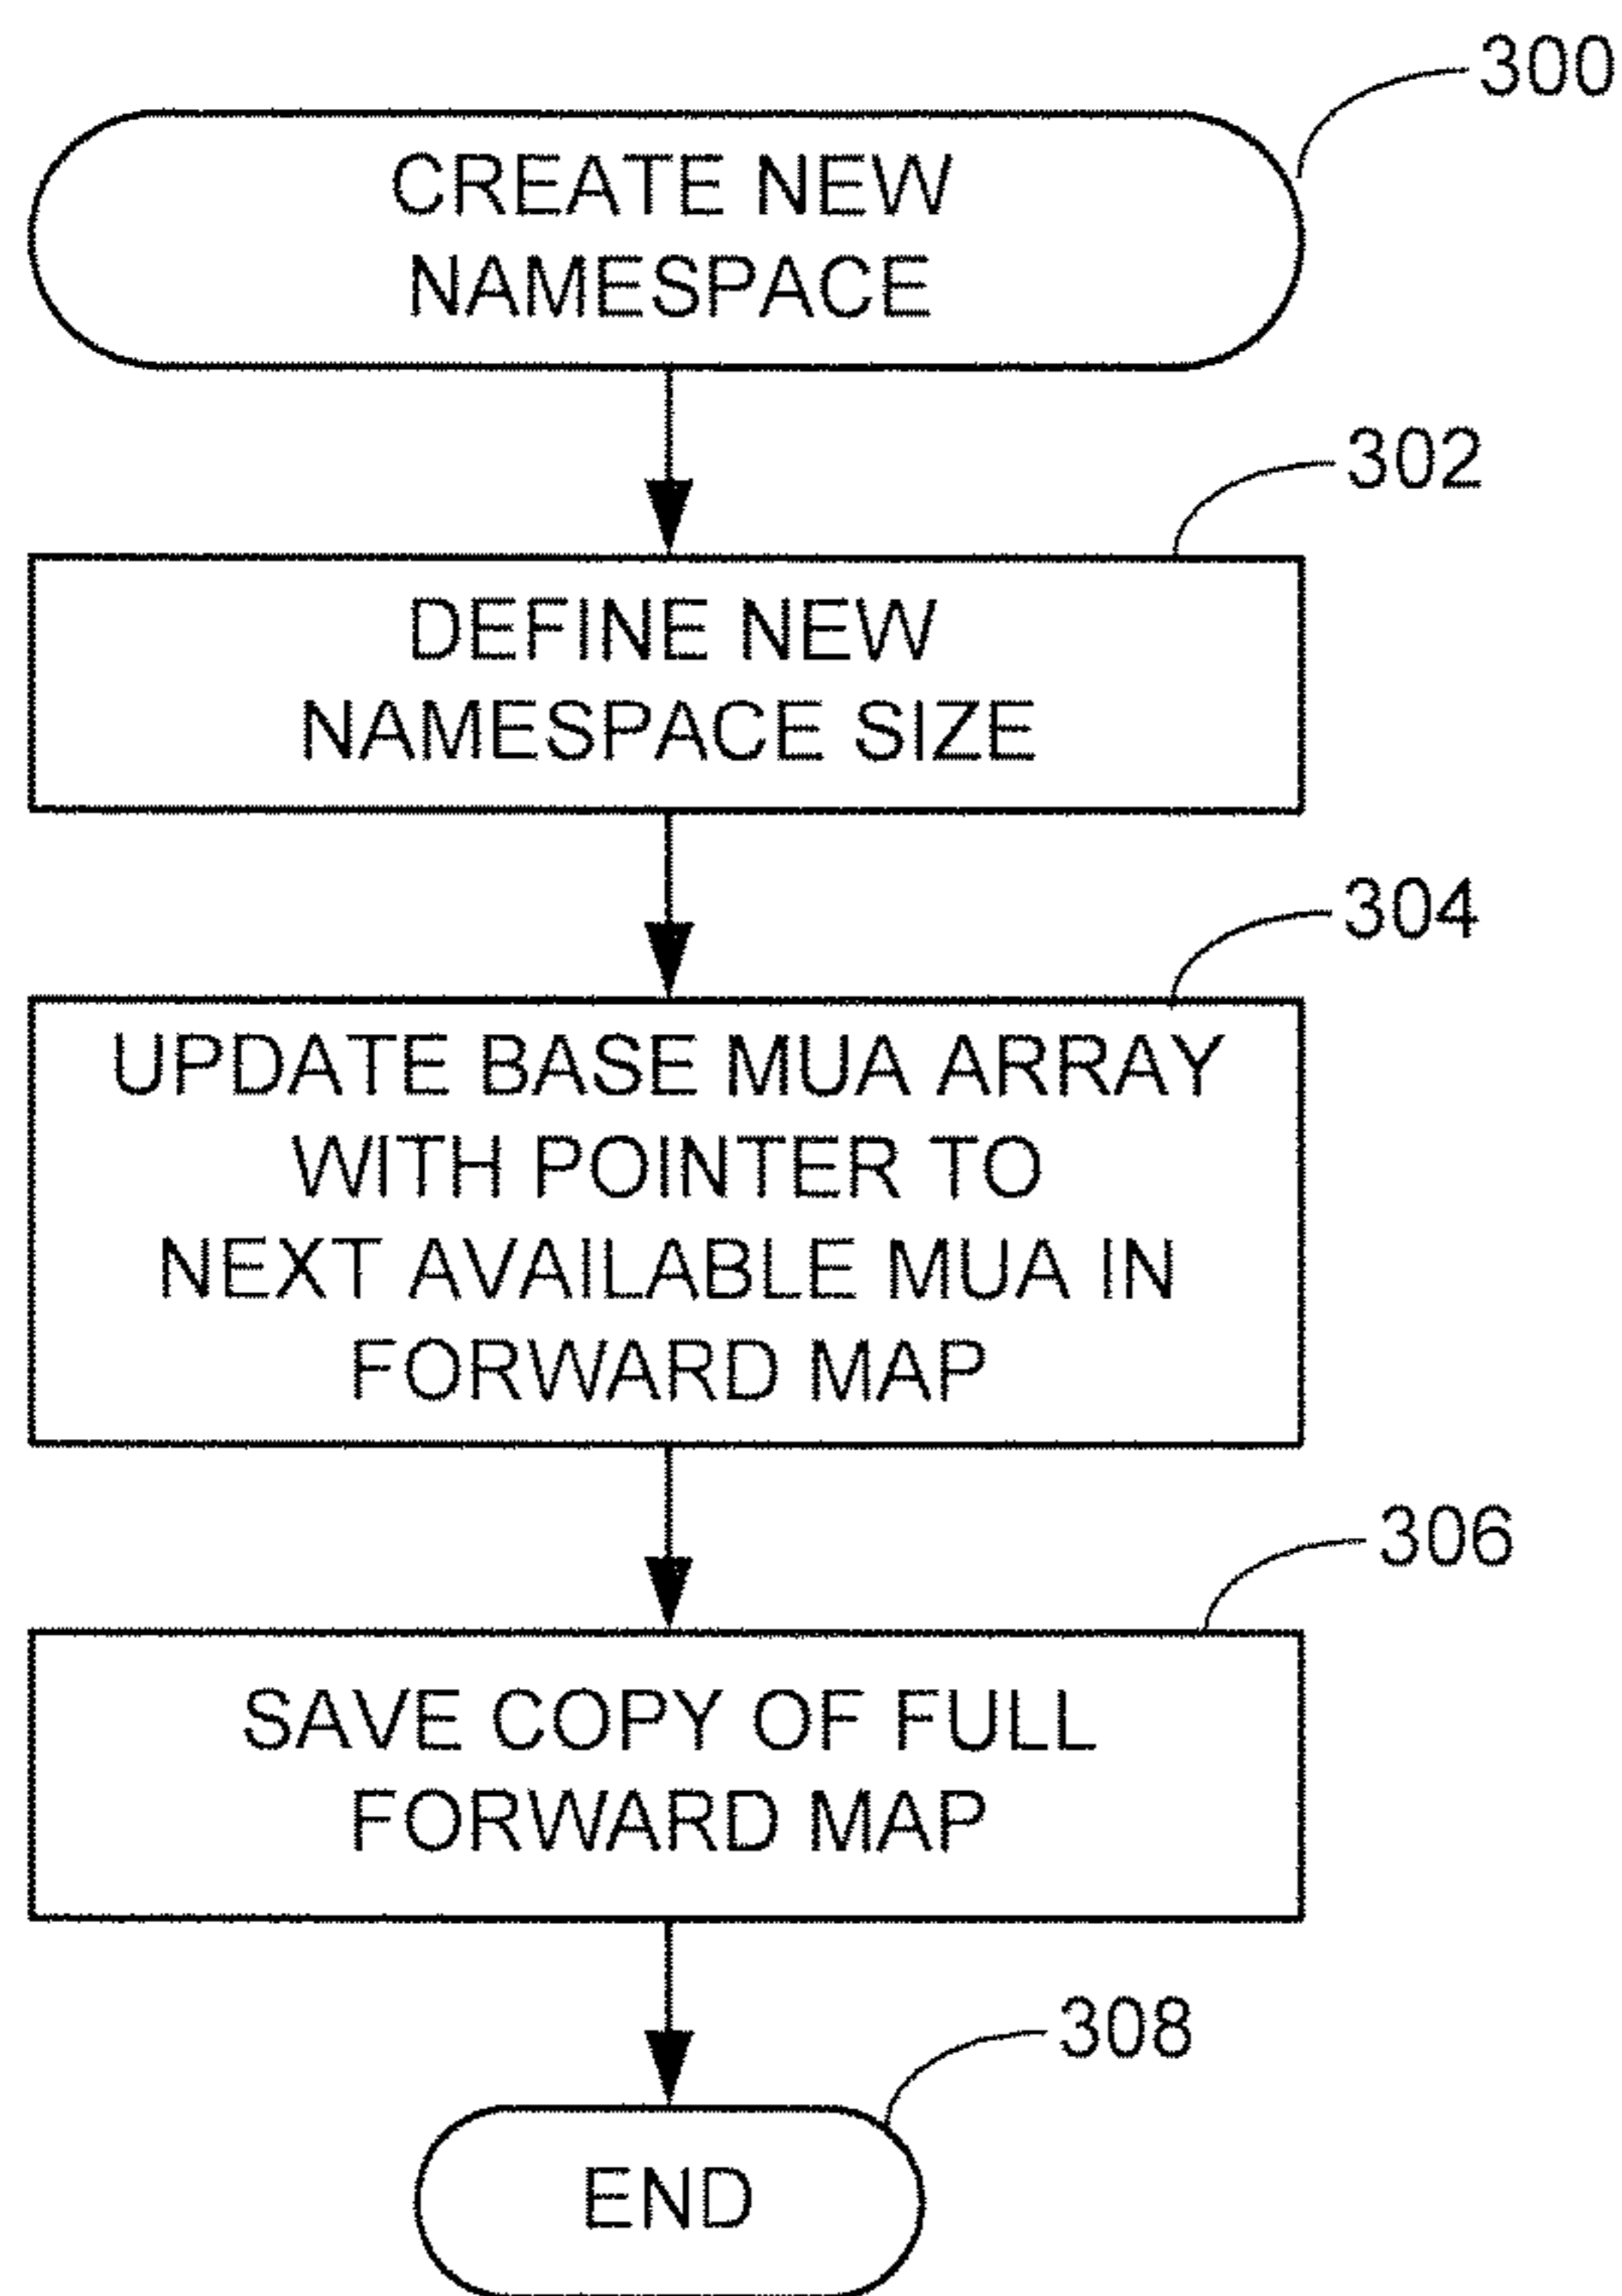 300
CREATE NEW
NAMESPACE
302
DEFINE NEW
NAMESPACE SIZE
304
UPDATE BASE MUA ARRAY
WITH POINTER TO
NEXT AVAILABLE MUA IN
FORWARD MAP
306
SAVE COPY OF FULL
FORWARD MAP
308
END